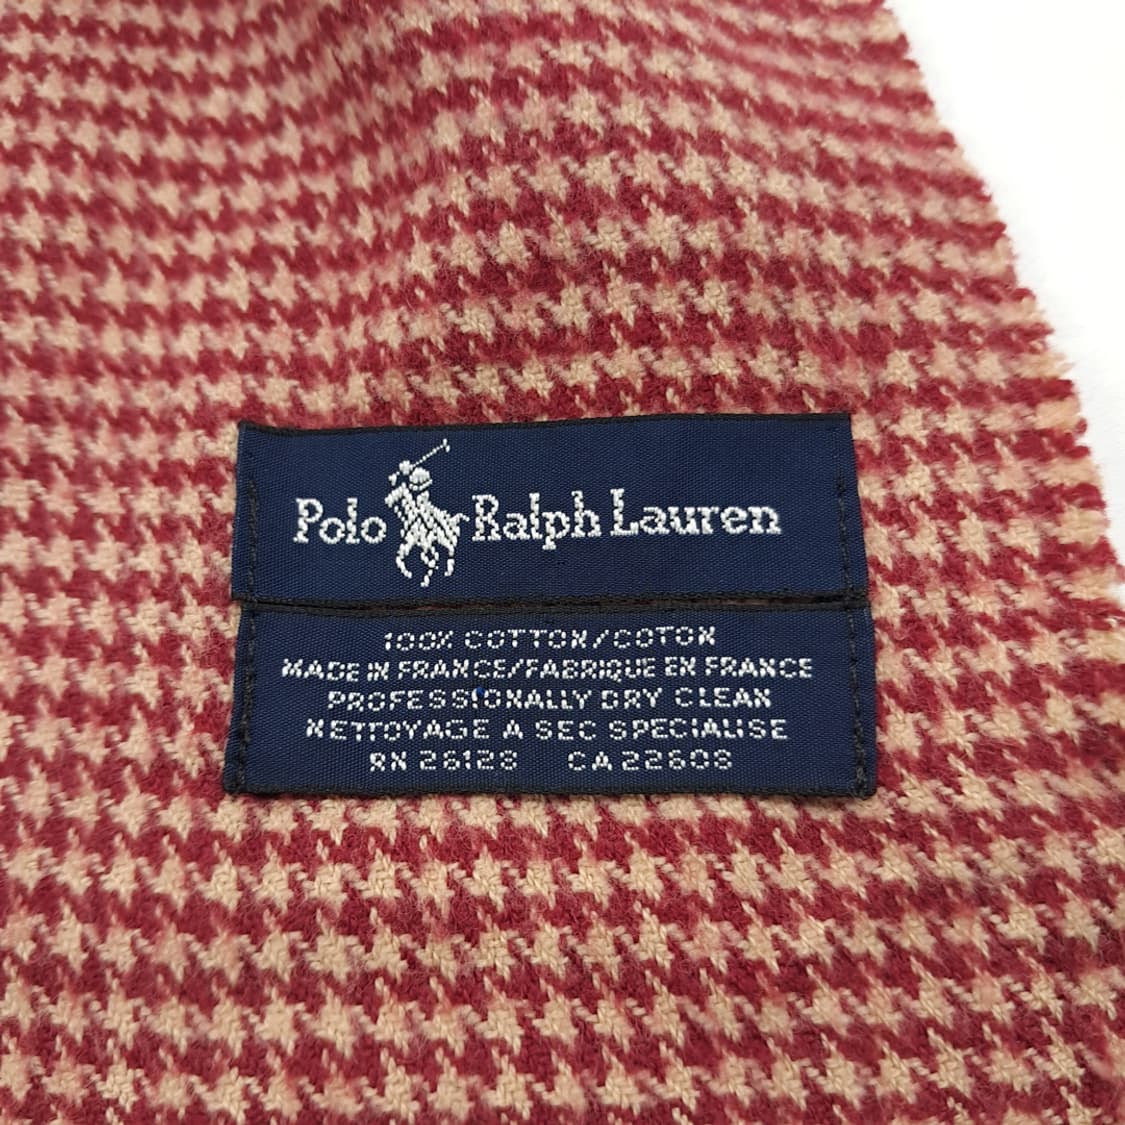 Polo Ralph Lauren
100% COTTON/COTON
MADE IN FRANCE/FABRIQUE EN FRANCE
PROFESSIONALLY DRY CLEAN
NETTOYAGE A SEC SPECIALISE
RN 26128 CA 22608